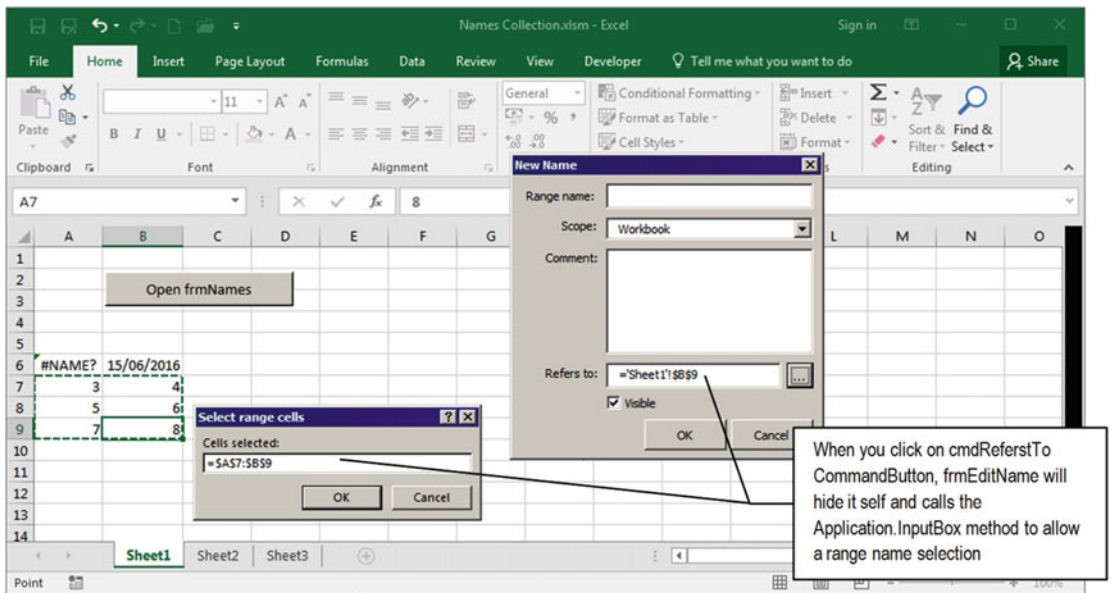 Names Collection.xlsm - Excel
Sign in
File Home Insert Page Layout Formulas Data Review View Developer Tell me what you want to do Share
Paste
11 A A
General
Conditional Formatting
Insert
Σ
B I U
A
% ,
Format as Table
Delete
Sort & Find &
Cell Styles
Format
Filter Select
Clipboard Font Alignment Editing
New Name
A7
fx 8
Range name:
Scope: Workbook
Comment:
A B C D E F G L M N O
1
2
Open frmNames
3
4
5
6 #NAME? 15/06/2016
7 3 4
8 5 6
9 7 8
10
11
12
13
14
Refers to: ='Sheet1'!$B$9 ...
Visible
OK Cancel
Select range cells ? X
Cells selected:
=$A$7:$B$9
OK Cancel
When you click on cmdReferstTo
CommandButton, frmEditName will
hide it self and calls the
Application.InputBox method to allow
a range name selection
Sheet1 Sheet2 Sheet3
Point
100%